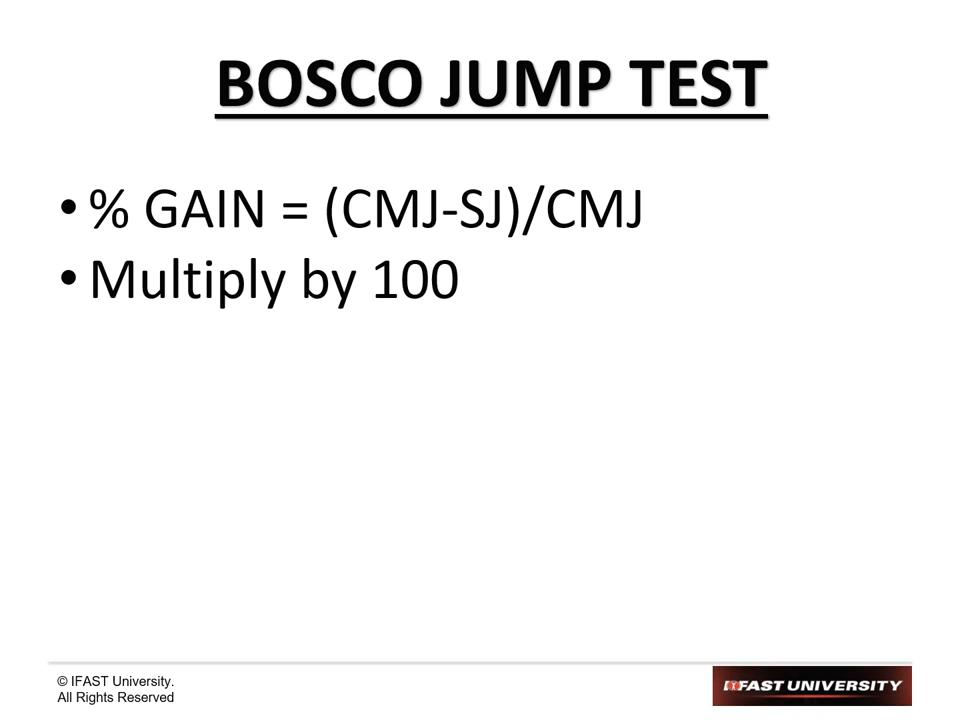 BOSCO JUMP TEST
• % GAIN = (CMJ-SJ)/CMJ
• Multiply by 100
© IFAST University.
All Rights Reserved
IFAST UNIVERSITY